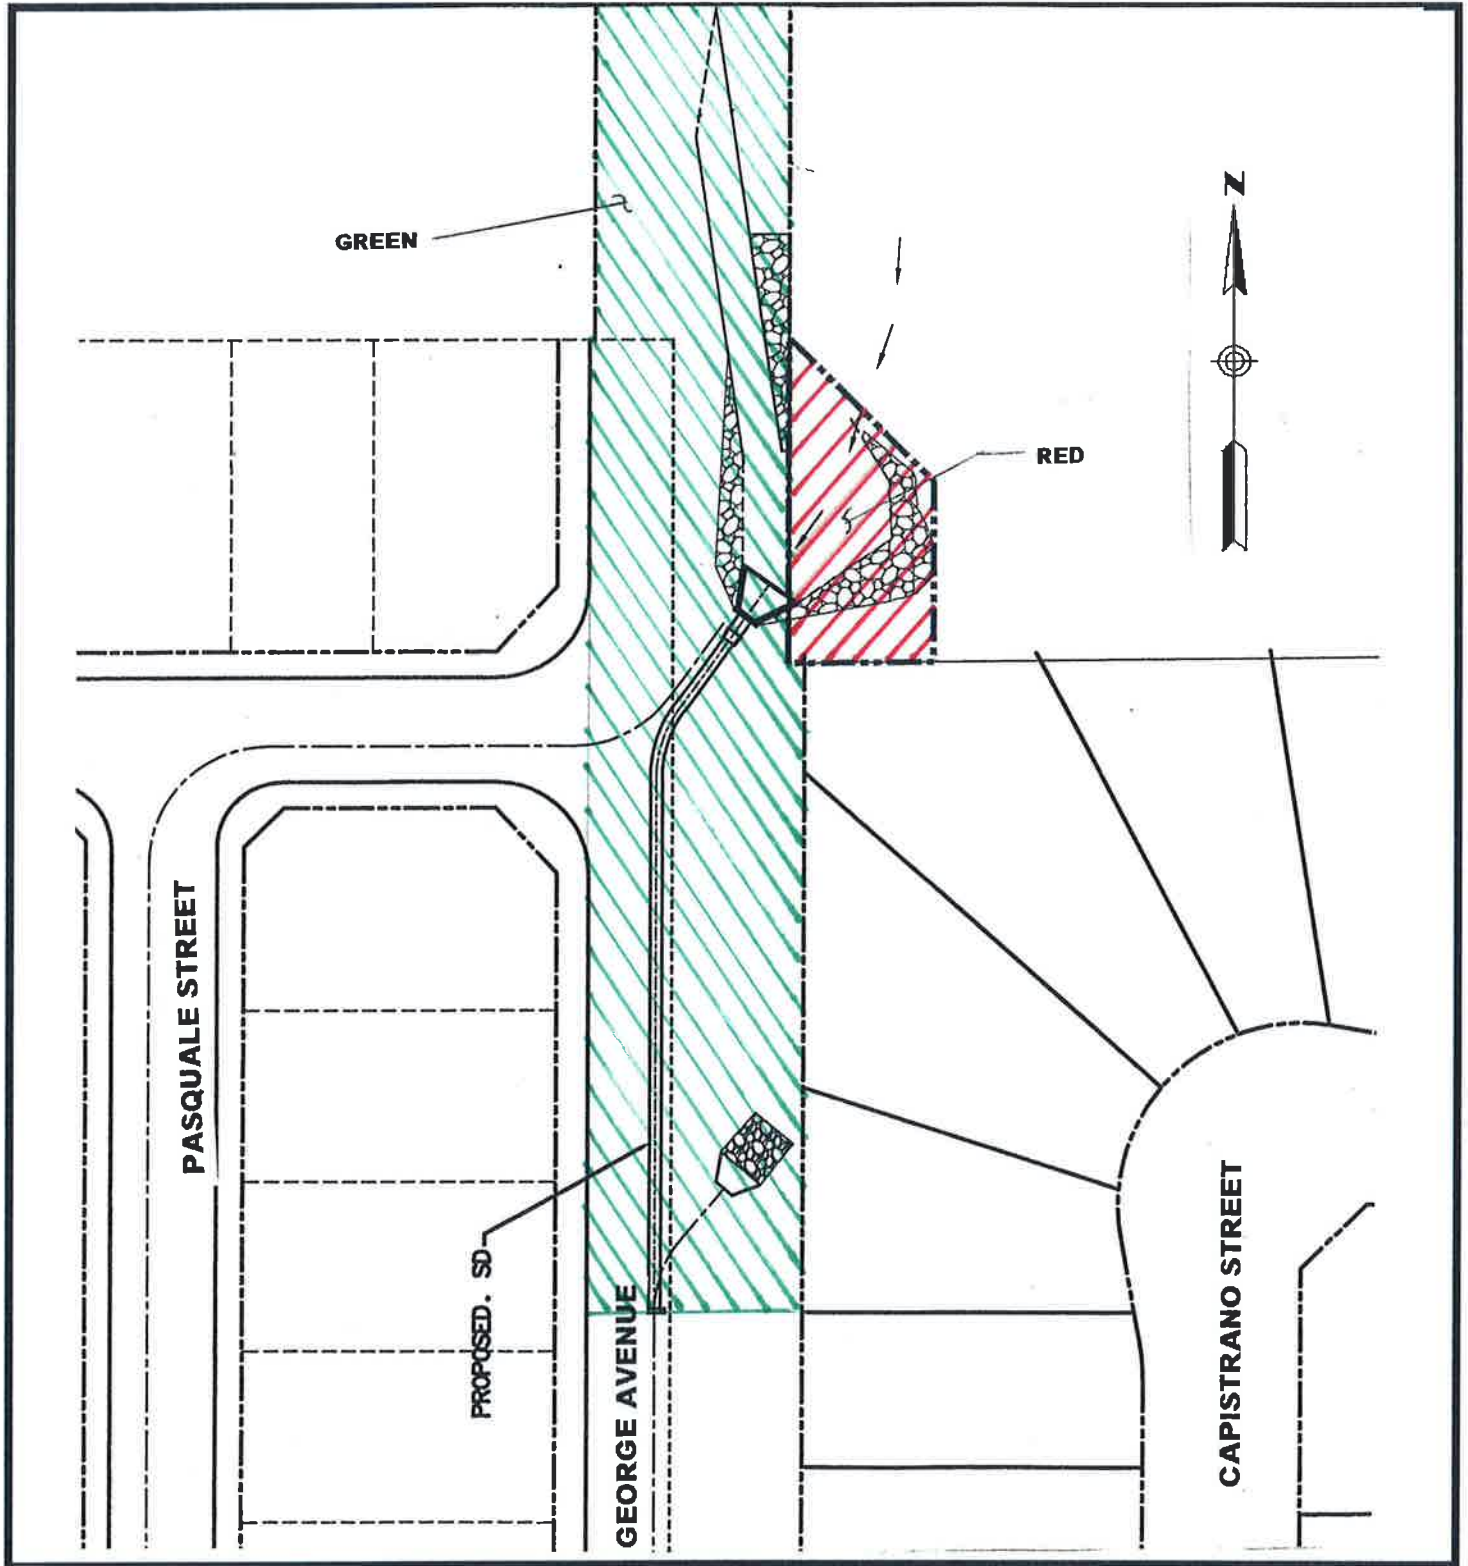 GREEN
N
RED
PASQUALE STREET
PROPOSED. SD
GEORGE AVENUE
CAPISTRANO STREET